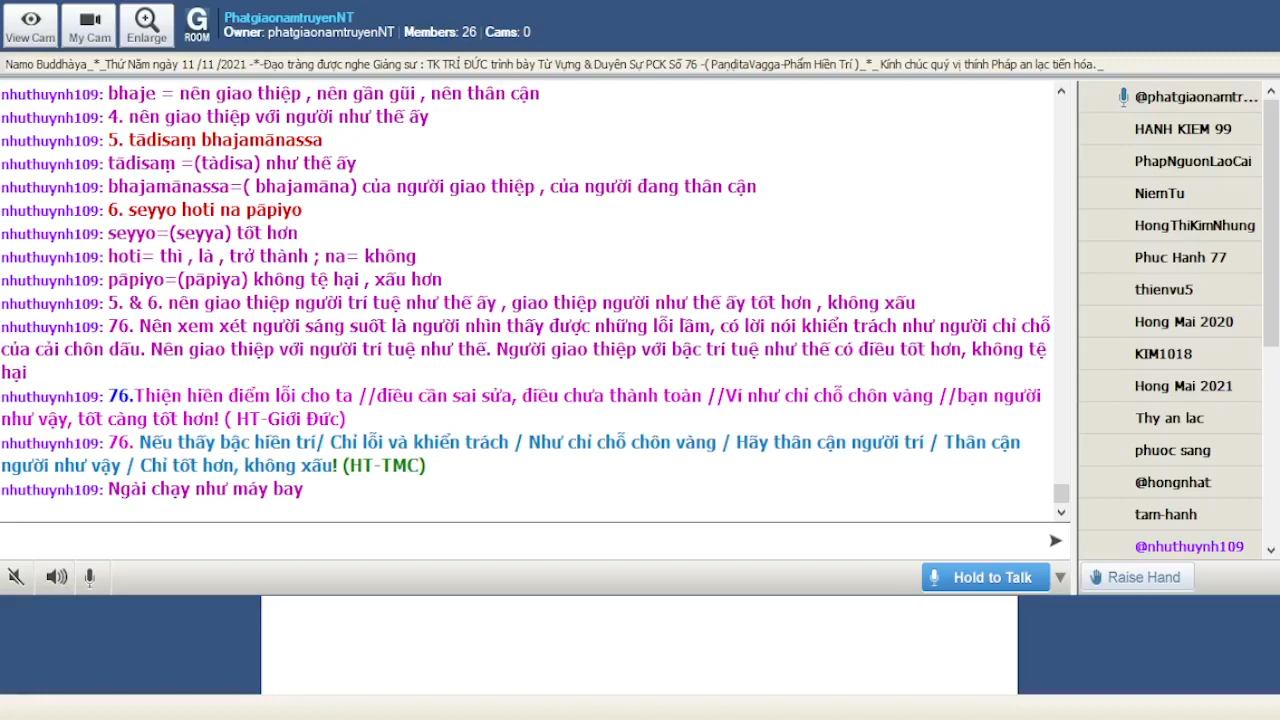 View Cam
My Cam
Enlarge
G
ROOM
PhatgiaonamtruyenNT
Owner: phatgiaonamtruyenNT | Members: 26 | Cams: 0
Namo Buddhàya_*_Thứ Năm ngày 11 /11 /2021 -*-Đạo tràng được nghe Giảng sư : TK TRÍ ĐỨC trình bày Từ Vựng & Duyên Sự PCK Số 76 -( PaṇḍitaVagga-Phẩm Hiền Trí )_*_ Kính chúc quý vị thính Pháp an lạc tiến hóa._
nhuthuynh109: bhaje = nên giao thiệp , nên gần gũi , nên thân cận
nhuthuynh109: 4. nên giao thiệp với người như thế ấy
nhuthuynh109: 5. tādisaṃ bhajamānassa
nhuthuynh109: tādisaṃ =(tàdisa) như thế ấy
nhuthuynh109: bhajamānassa=( bhajamāna) của người giao thiệp , của người đang thân cận
nhuthuynh109: 6. seyyo hoti na pāpiyo
nhuthuynh109: seyyo=(seyya) tốt hơn
nhuthuynh109: hoti= thì , là , trở thành ; na= không
nhuthuynh109: pāpiyo=(pāpiya) không tệ hại , xấu hơn
nhuthuynh109: 5. & 6. nên giao thiệp người trí tuệ như thế ấy , giao thiệp người như thế ấy tốt hơn , không xấu
nhuthuynh109: 76. Nên xem xét người sáng suốt là người nhìn thấy được những lỗi lầm, có lời nói khiển trách như người chỉ chỗ
của cải chôn dấu. Nên giao thiệp với người trí tuệ như thế. Người giao thiệp với bậc trí tuệ như thế có điều tốt hơn, không tệ
hại
nhuthuynh109: 76.Thiện hiền điểm lỗi cho ta //điều cần sai sửa, điều chưa thành toàn //Ví như chỉ chỗ chôn vàng //bạn người
như vậy, tốt càng tốt hơn! ( HT-Giới Đức)
nhuthuynh109: 76. Nếu thấy bậc hiền trí/ Chỉ lỗi và khiển trách / Như chỉ chỗ chôn vàng / Hãy thân cận người trí / Thân cận
người như vậy / Chỉ tốt hơn, không xấu! (HT-TMC)
nhuthuynh109: Ngài chạy như máy bay
@phatgiaonamtr...
HANH KIEM 99
PhapNguonLaoCai
NiemTu
HongThiKimNhung
Phuc Hanh 77
thienvu5
Hong Mai 2020
KIM1018
Hong Mai 2021
Thy an lac
phuoc sang
@hongnhat
tam-hanh
@nhuthuynh109
Hold to Talk
Raise Hand